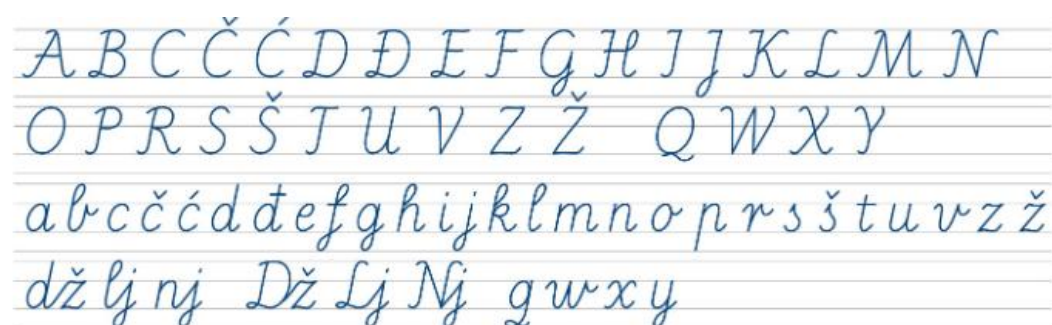 A B C Č Ć D Đ E F G H I J K L M N
O P R S Š T U V Z Ž Q W X Y
a b c č ć d đ e f g h i j k l m n o p r s š t u v z ž
dž lj nj Dž Lj Nj q w x y